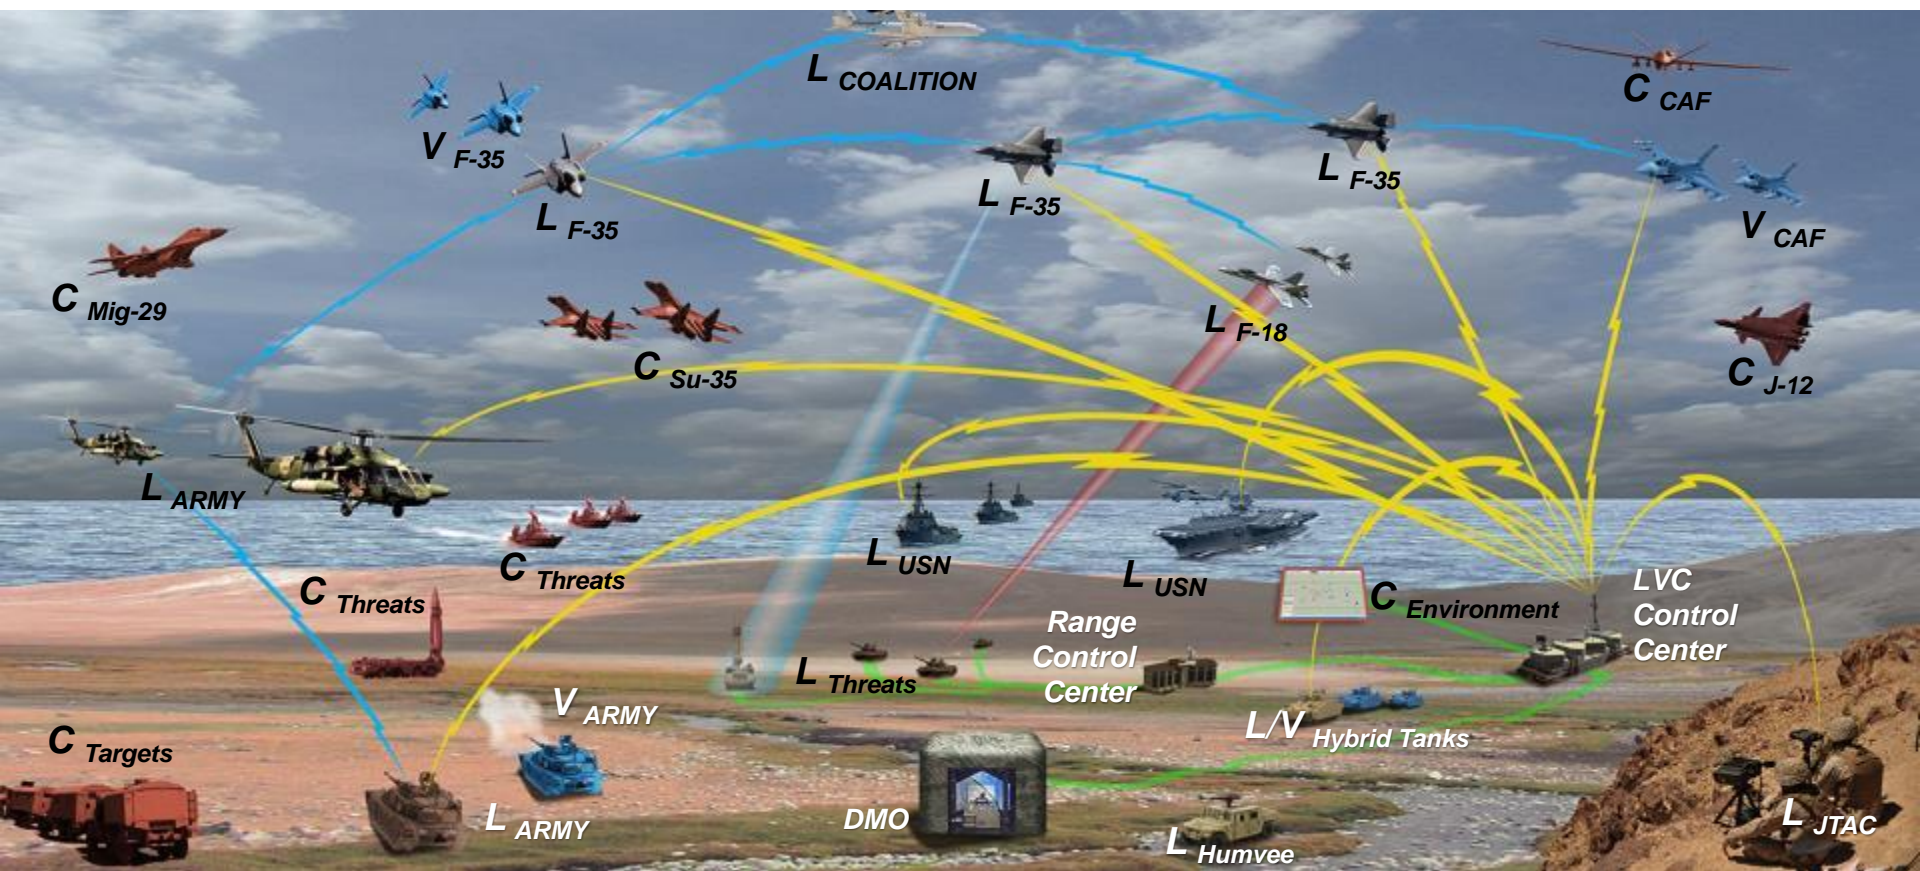 L COALITION
C CAF
V F-35
L F-35
L F-35
L F-35
V CAF
C Mig-29
L F-18
C Su-35
C J-12
L ARMY
L USN
L USN
C Threats
C Threats
C Environment
LVC
Control
Center
Range
Control
Center
L Threats
V ARMY
L/V Hybrid Tanks
C Targets
L ARMY
DMO
L Humvee
L JTAC